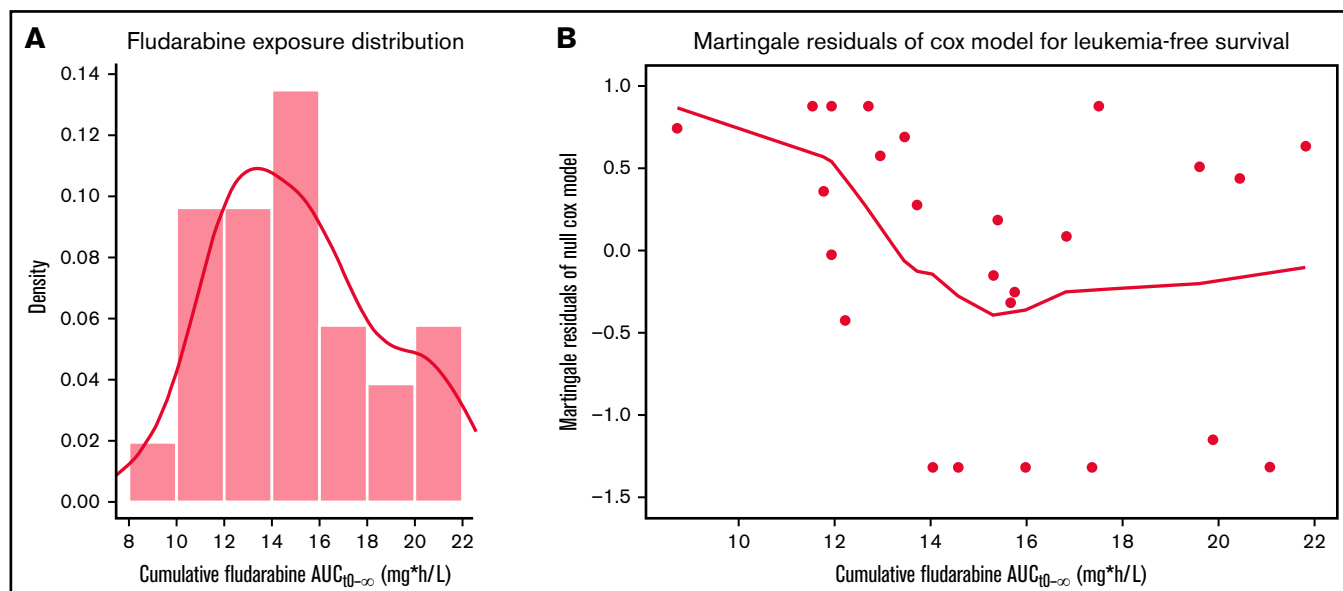 A
Fludarabine exposure distribution
0.14
0.12
0.10
0.08
0.06
0.04
0.02
0.00
Density
8 10 12 14 16 18 20 22
Cumulative fludarabine AUCt0–∞ (mg*h/L)
B
Martingale residuals of cox model for leukemia-free survival
1.0
0.5
0.0
−0.5
−1.0
−1.5
Martingale residuals of null cox model
10 12 14 16 18 20 22
Cumulative fludarabine AUCt0–∞ (mg*h/L)